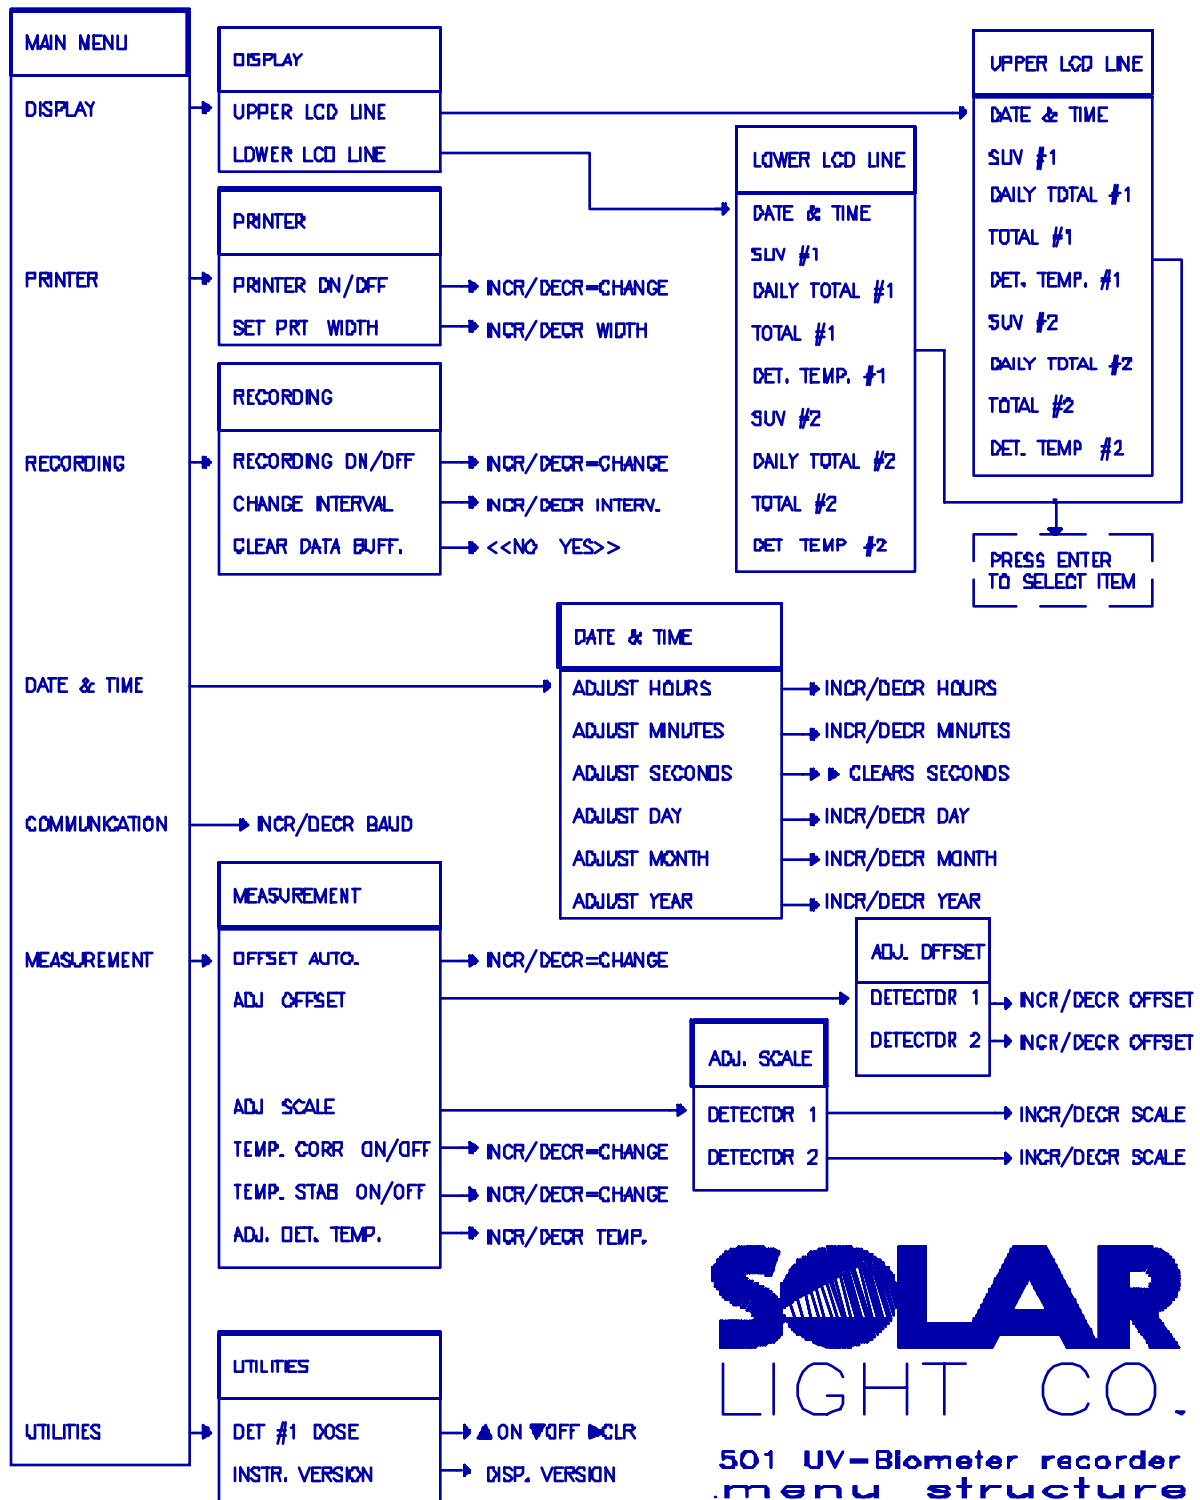 MAIN MENU
DISPLAY
PRINTER
RECORDING
DATE & TIME
COMMUNICATION
MEASUREMENT
UTILITIES
DISPLAY
UPPER LCD LINE
LOWER LCD LINE
PRINTER
PRINTER ON/OFF
INCR/DECR=CHANGE
SET PRT WIDTH
INCR/DECR WIDTH
RECORDING
RECORDING ON/OFF
INCR/DECR=CHANGE
CHANGE INTERVAL
INCR/DECR INTERV.
CLEAR DATA BUFF.
<<NO YES>>
LOWER LCD LINE
DATE & TIME
SUV #1
DAILY TOTAL #1
TOTAL #1
DET. TEMP. #1
SUV #2
DAILY TOTAL #2
TOTAL #2
DET TEMP #2
UPPER LCD LINE
DATE & TIME
SUV #1
DAILY TOTAL #1
TOTAL #1
DET. TEMP. #1
SUV #2
DAILY TOTAL #2
TOTAL #2
DET. TEMP #2
PRESS ENTER
TO SELECT ITEM
DATE & TIME
ADJUST HOURS
INCR/DECR HOURS
ADJUST MINUTES
INCR/DECR MINUTES
ADJUST SECONDS
CLEARS SECONDS
ADJUST DAY
INCR/DECR DAY
ADJUST MONTH
INCR/DECR MONTH
ADJUST YEAR
INCR/DECR YEAR
INCR/DECR BAUD
MEASUREMENT
OFFSET AUTO.
INCR/DECR=CHANGE
ADJ OFFSET
ADJ SCALE
TEMP. CORR ON/OFF
INCR/DECR=CHANGE
TEMP. STAB ON/OFF
INCR/DECR=CHANGE
ADJ. DET. TEMP.
INCR/DECR TEMP.
ADJ. OFFSET
DETECTOR 1
INCR/DECR OFFSET
DETECTOR 2
INCR/DECR OFFSET
ADJ. SCALE
DETECTOR 1
INCR/DECR SCALE
DETECTOR 2
INCR/DECR SCALE
UTILITIES
DET #1 DOSE
▲ON ▼OFF ▶CLR
INSTR. VERSION
DISP. VERSION
SOLAR
LIGHT CO.
501 UV-Biometer recorder
menu structure